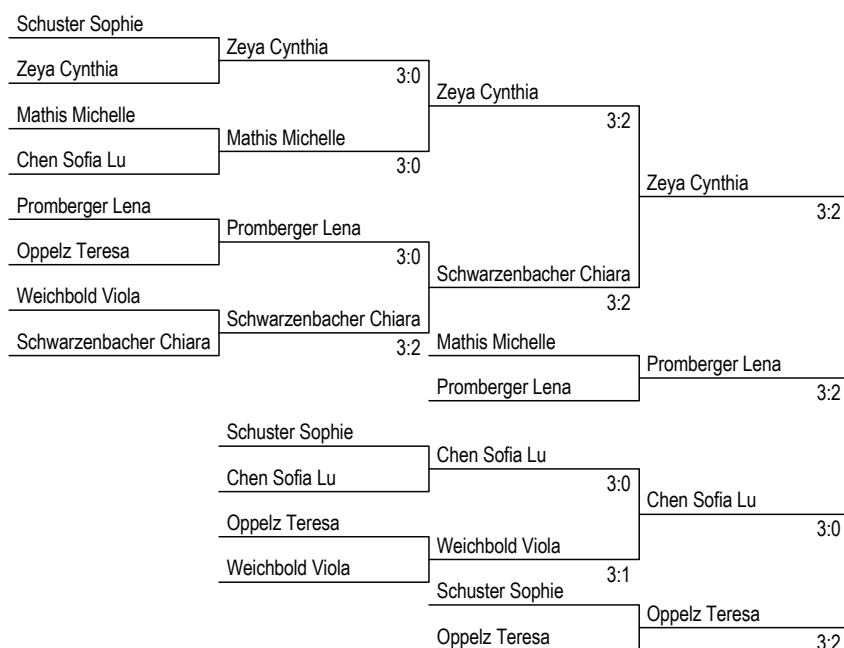 Schuster Sophie
Zeya Cynthia
Zeya Cynthia
3:0
Zeya Cynthia
3:2
Mathis Michelle
Mathis Michelle
Chen Sofia Lu
3:0
Zeya Cynthia
3:2
Promberger Lena
Promberger Lena
Oppelz Teresa
3:0
Schwarzenbacher Chiara
3:2
Weichbold Viola
Schwarzenbacher Chiara
Schwarzenbacher Chiara
3:2
Mathis Michelle
Promberger Lena
Promberger Lena
3:2
Schuster Sophie
Chen Sofia Lu
Chen Sofia Lu
3:0
Chen Sofia Lu
3:0
Oppelz Teresa
Weichbold Viola
Weichbold Viola
3:1
Schuster Sophie
Oppelz Teresa
Oppelz Teresa
3:2